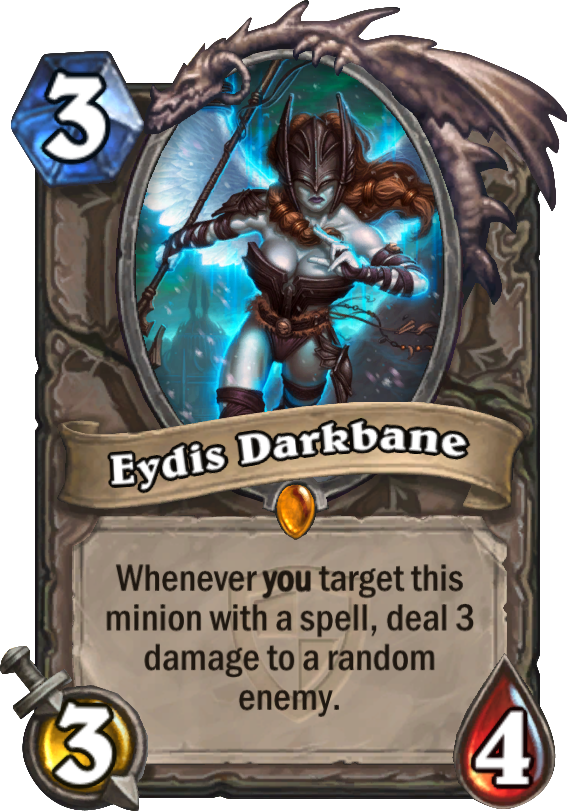 3
Eydis Darkbane
Whenever you target this
minion with a spell, deal 3
damage to a random
enemy.
3
4